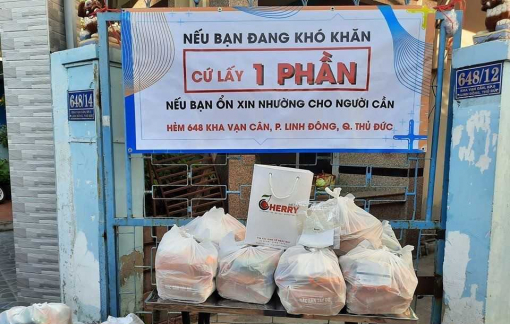 NẾU BẠN ĐANG KHÓ KHĂN
CỨ LẤY 1 PHẦN
NẾU BẠN ỔN XIN NHƯỜNG CHO NGƯỜI CẦN
HẺM 648 KHA VẠN CÂN, P. LINH ĐÔNG, Q. THỦ ĐỨC
648/14
648/12
CHERRY